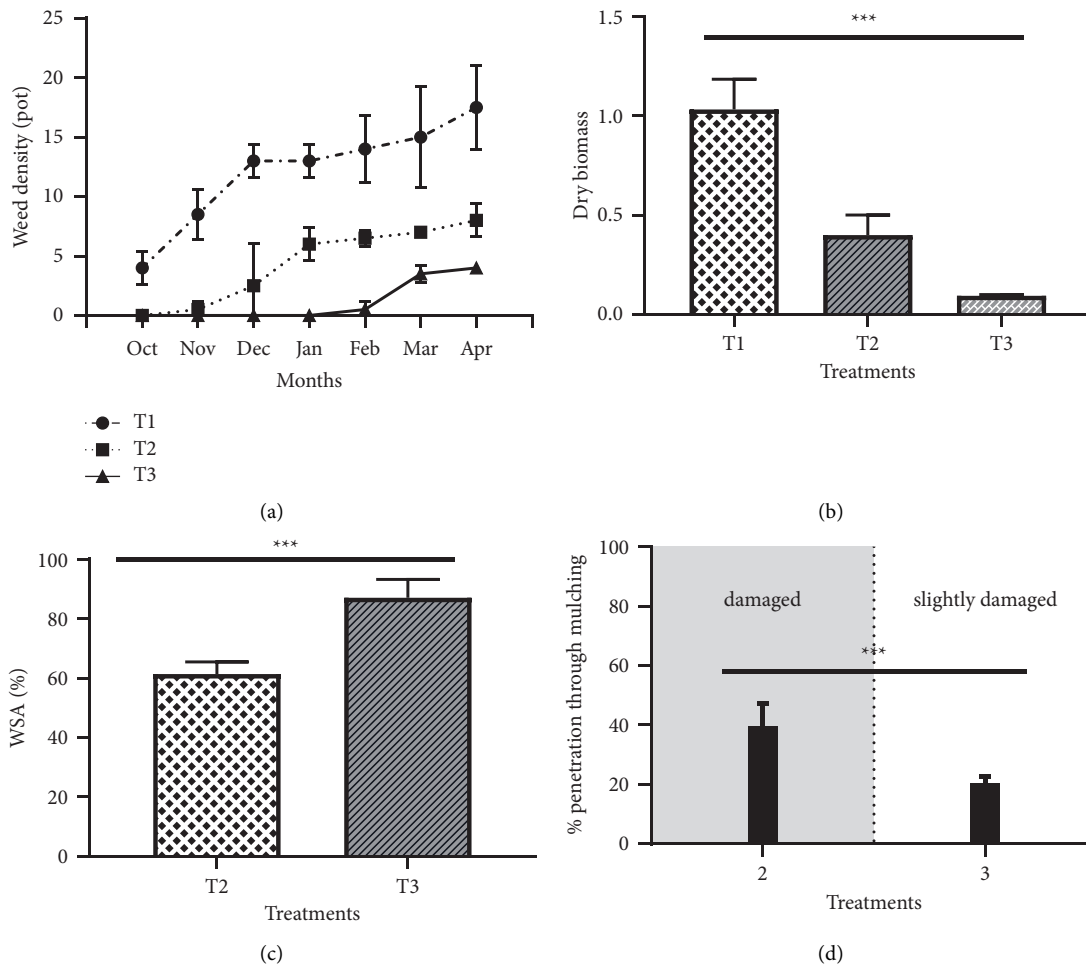 25
20
15
10
5
0
Weed density (pot)
Oct Nov Dec Jan Feb Mar Apr
Months
T1
T2
T3
(a)
***
1.5
1.0
0.5
0.0
Dry biomass
T1 T2 T3
Treatments
(b)
***
100
80
60
40
20
0
WSA (%)
T2 T3
Treatments
(c)
100
80
60
40
20
0
% penetration through mulching
damaged slightly damaged
***
2 3
Treatments
(d)